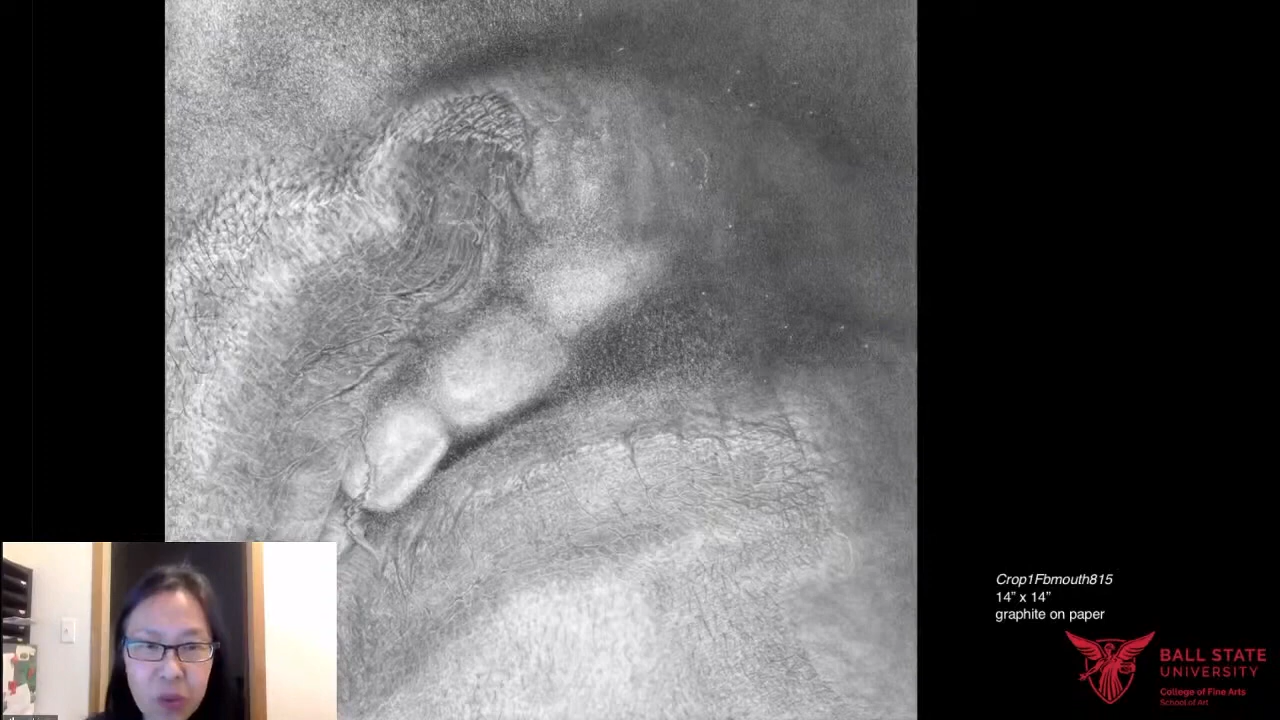 Crop1Fbmouth815
14” x 14”
graphite on paper
BALL STATE
UNIVERSITY
College of Fine Arts
School of Art